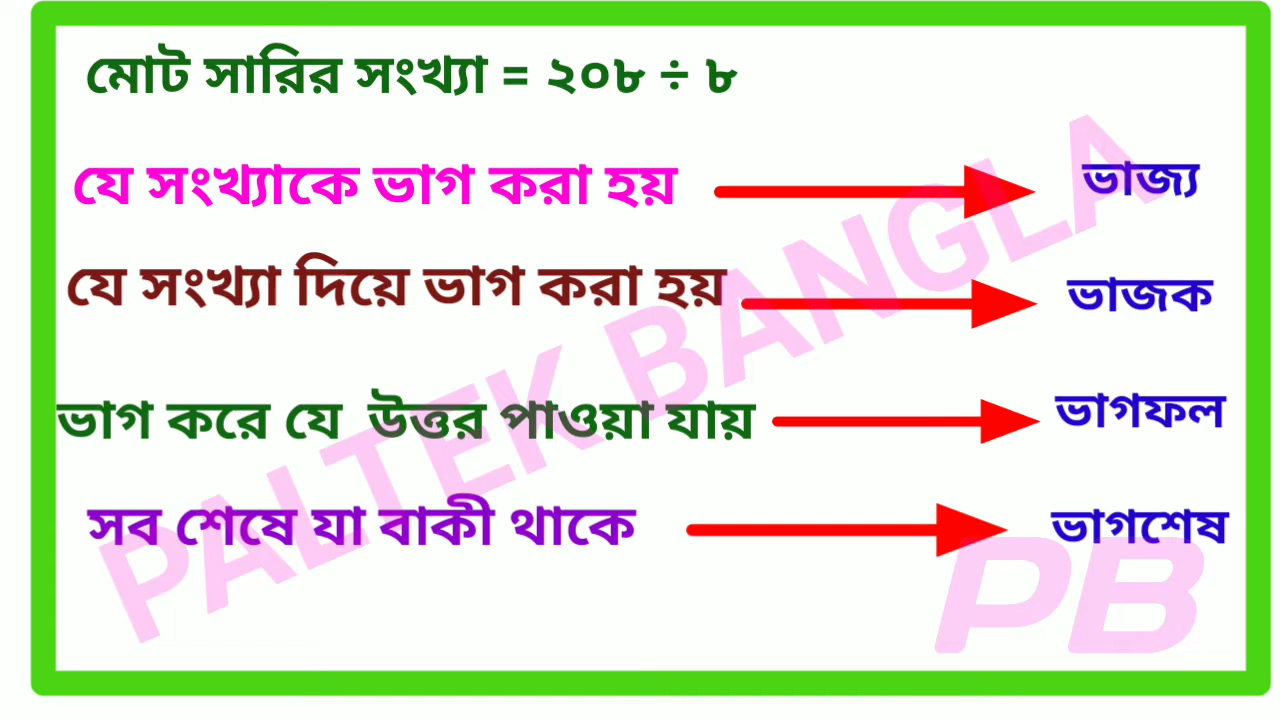 মোট সারির সংখ্যা = ২০৮ ÷ ৮
যে সংখ্যাকে ভাগ করা হয় ভাজ্য
যে সংখ্যা দিয়ে ভাগ করা হয় ভাজক
ভাগ করে যে উত্তর পাওয়া যায় ভাগফল
সব শেষে যা বাকী থাকে ভাগশেষ
PALTEK BANGLA
PB